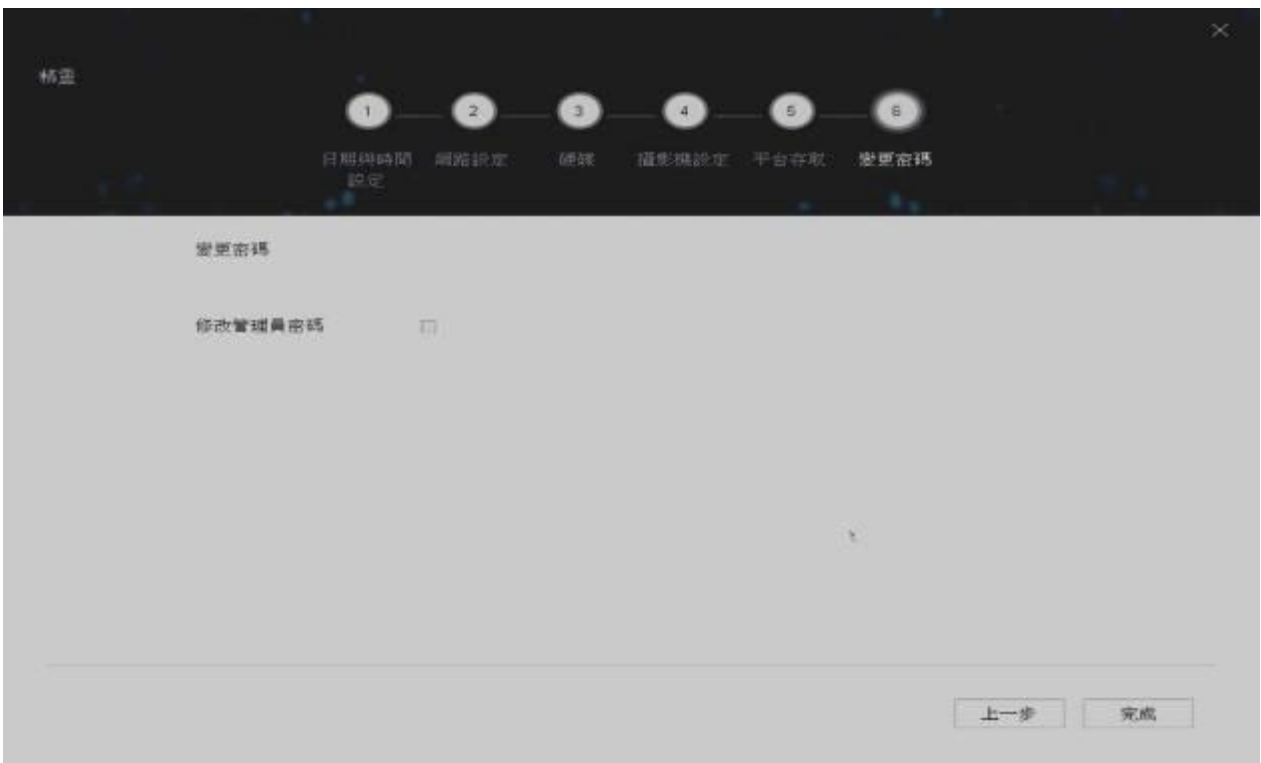 精靈
1
2
3
4
5
6
日期與時間
設定
網路設定
硬碟
攝影機設定
平台存取
變更密碼
變更密碼
修改管理員密碼
上一步
完成